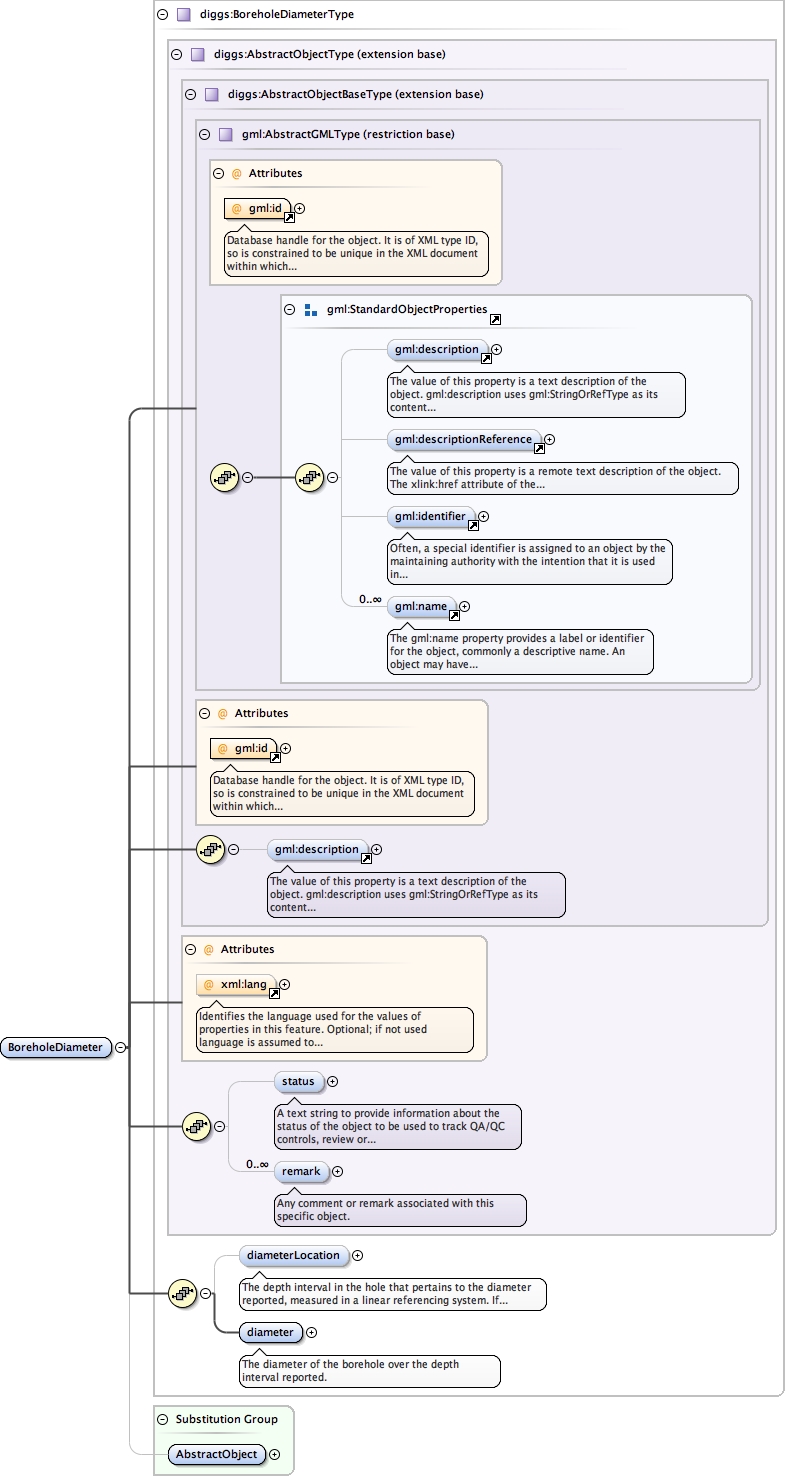 diggs:BoreholeDiameterType
diggs:AbstractObjectType (extension base)
diggs:AbstractObjectBaseType (extension base)
gml:AbstractGMLType (restriction base)
@ Attributes
@ gml:id
Database handle for the object. It is of XML type ID,
so is constrained to be unique in the XML document
within which...
gml:StandardObjectProperties
gml:description
The value of this property is a text description of the
object. gml:description uses gml:StringOrRefType as its
content...
gml:descriptionReference
The value of this property is a remote text description of the object.
The xlink:href attribute of the...
gml:identifier
Often, a special identifier is assigned to an object by the
maintaining authority with the intention that it is used
in...
0..∞
gml:name
The gml:name property provides a label or identifier
for the object, commonly a descriptive name. An
object may have...
@ Attributes
@ gml:id
Database handle for the object. It is of XML type ID,
so is constrained to be unique in the XML document
within which...
gml:description
The value of this property is a text description of the
object. gml:description uses gml:StringOrRefType as its
content...
@ Attributes
@ xml:lang
Identifies the language used for the values of
properties in this feature. Optional; if not used
language is assumed to...
BoreholeDiameter
status
A text string to provide information about the
status of the object to be used to track QA/QC
controls, review or...
0..∞
remark
Any comment or remark associated with this
specific object.
diameterLocation
The depth interval in the hole that pertains to the diameter
reported, measured in a linear referencing system. If...
diameter
The diameter of the borehole over the depth
interval reported.
Substitution Group
AbstractObject